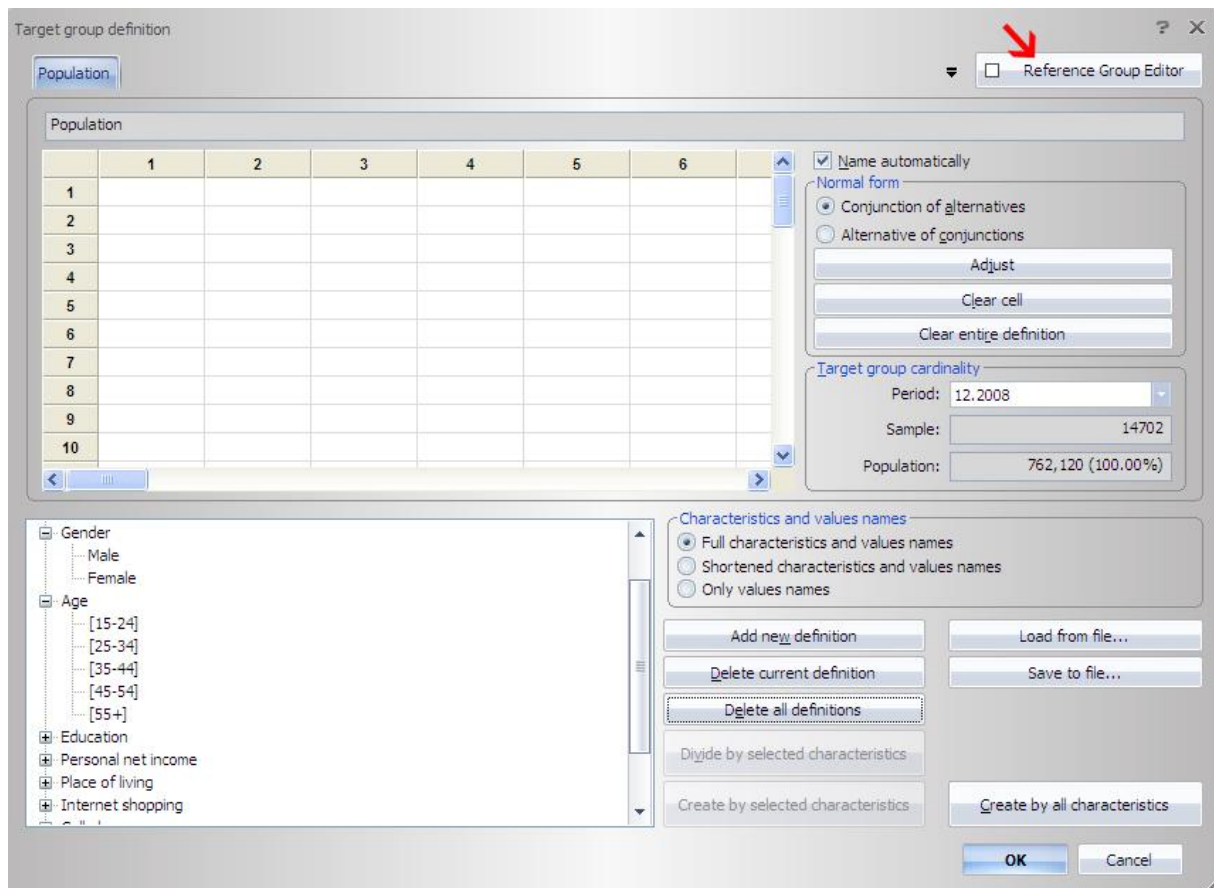 Target group definition
?
X
Population
Reference Group Editor
Population
1 2 3 4 5 6
1
2
3
4
5
6
7
8
9
10
Name automatically
Normal form
Conjunction of alternatives
Alternative of conjunctions
Adjust
Clear cell
Clear entire definition
Target group cardinality
Period: 12.2008
Sample: 14702
Population: 762,120 (100.00%)
Gender
Male
Female
Age
[15-24]
[25-34]
[35-44]
[45-54]
[55+]
Education
Personal net income
Place of living
Internet shopping
Characteristics and values names
Full characteristics and values names
Shortened characteristics and values names
Only values names
Add new definition
Load from file...
Delete current definition
Save to file...
Delete all definitions
Divide by selected characteristics
Create by selected characteristics
Create by all characteristics
OK
Cancel